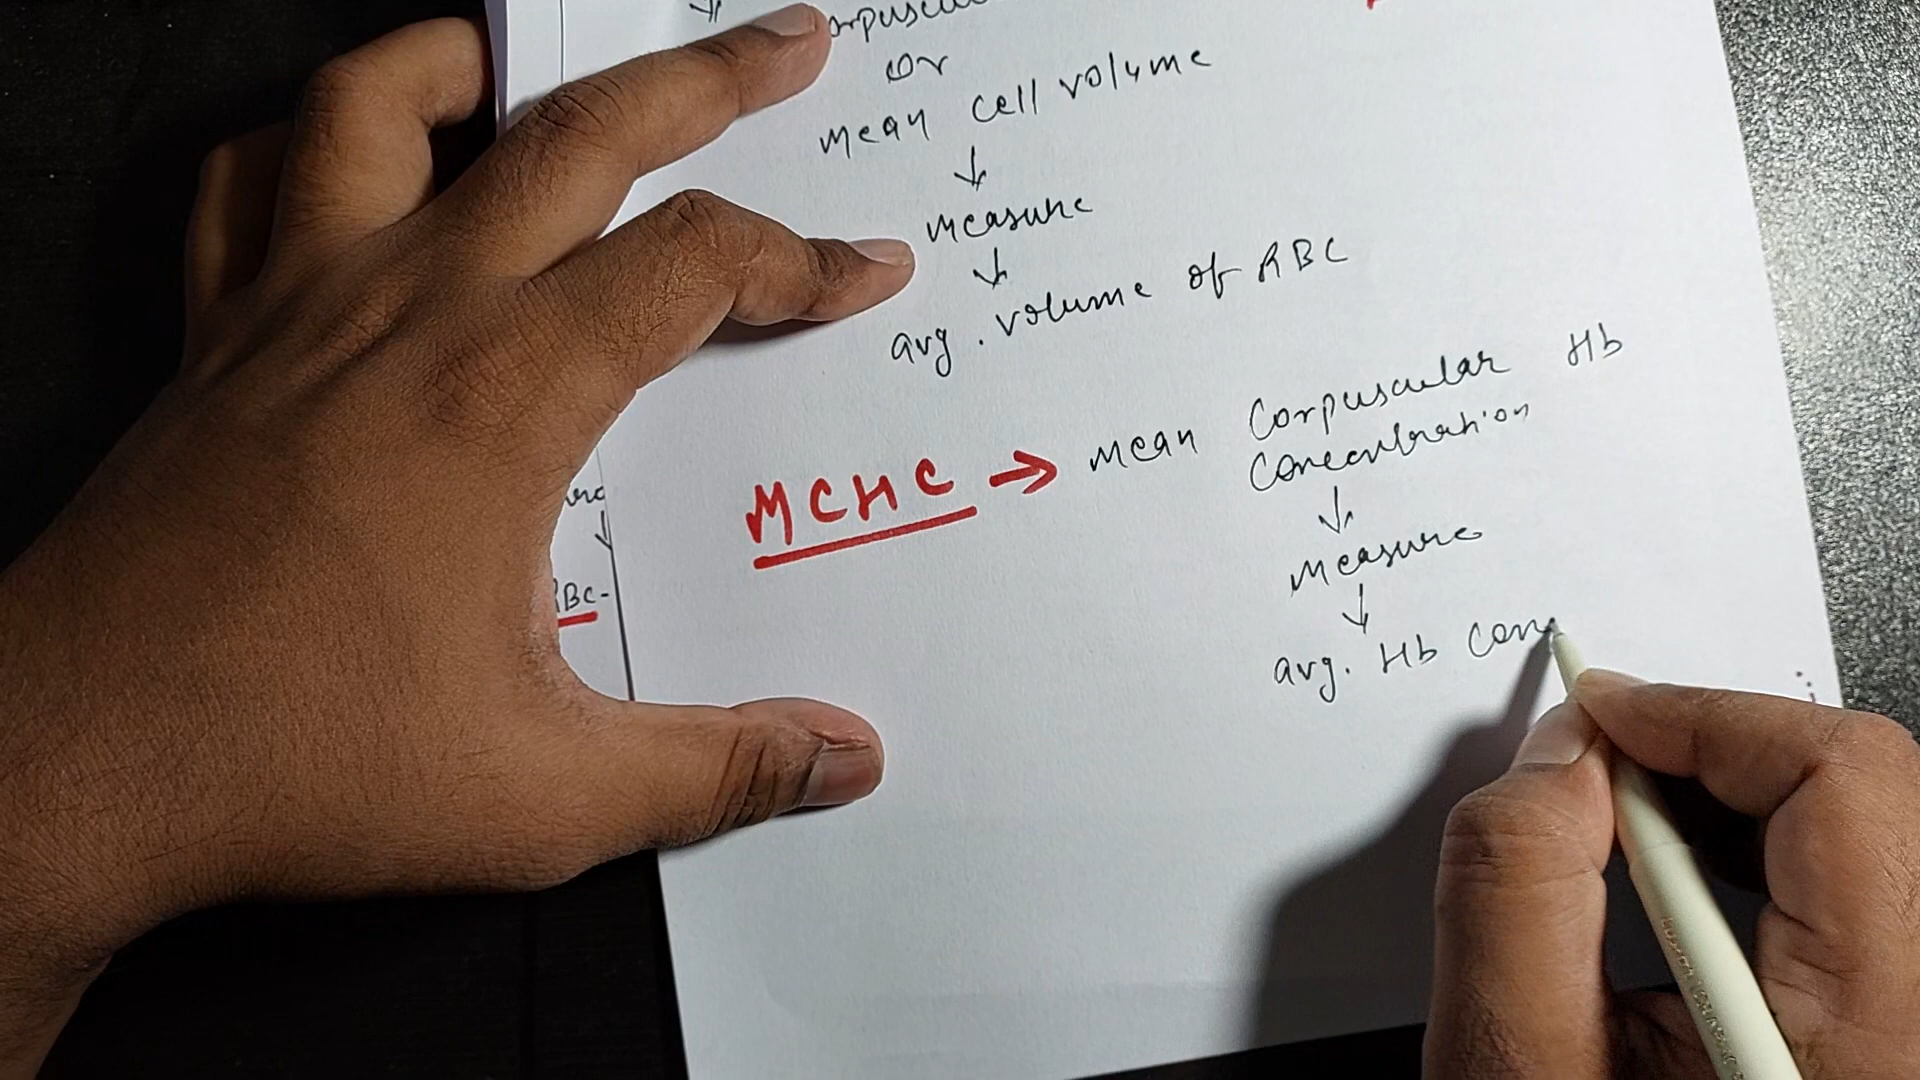 or
Mean cell volume
↓
Measure
↓
avg. volume of RBC
MCHC → Mean Corpuscular Hb
Concentration
↓
Measure
↓
avg. Hb Con
RBC-